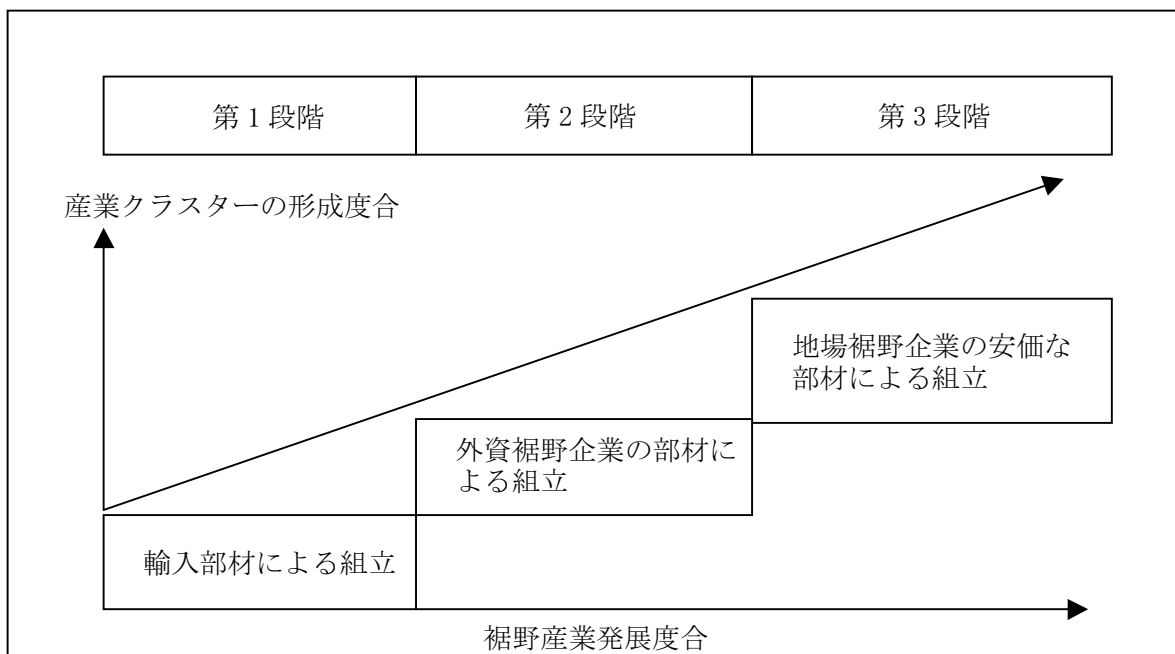 第1段階
第2段階
第3段階
産業クラスターの形成度合
地場裾野企業の安価な
部材による組立
外資裾野企業の部材に
よる組立
輸入部材による組立
裾野産業発展度合